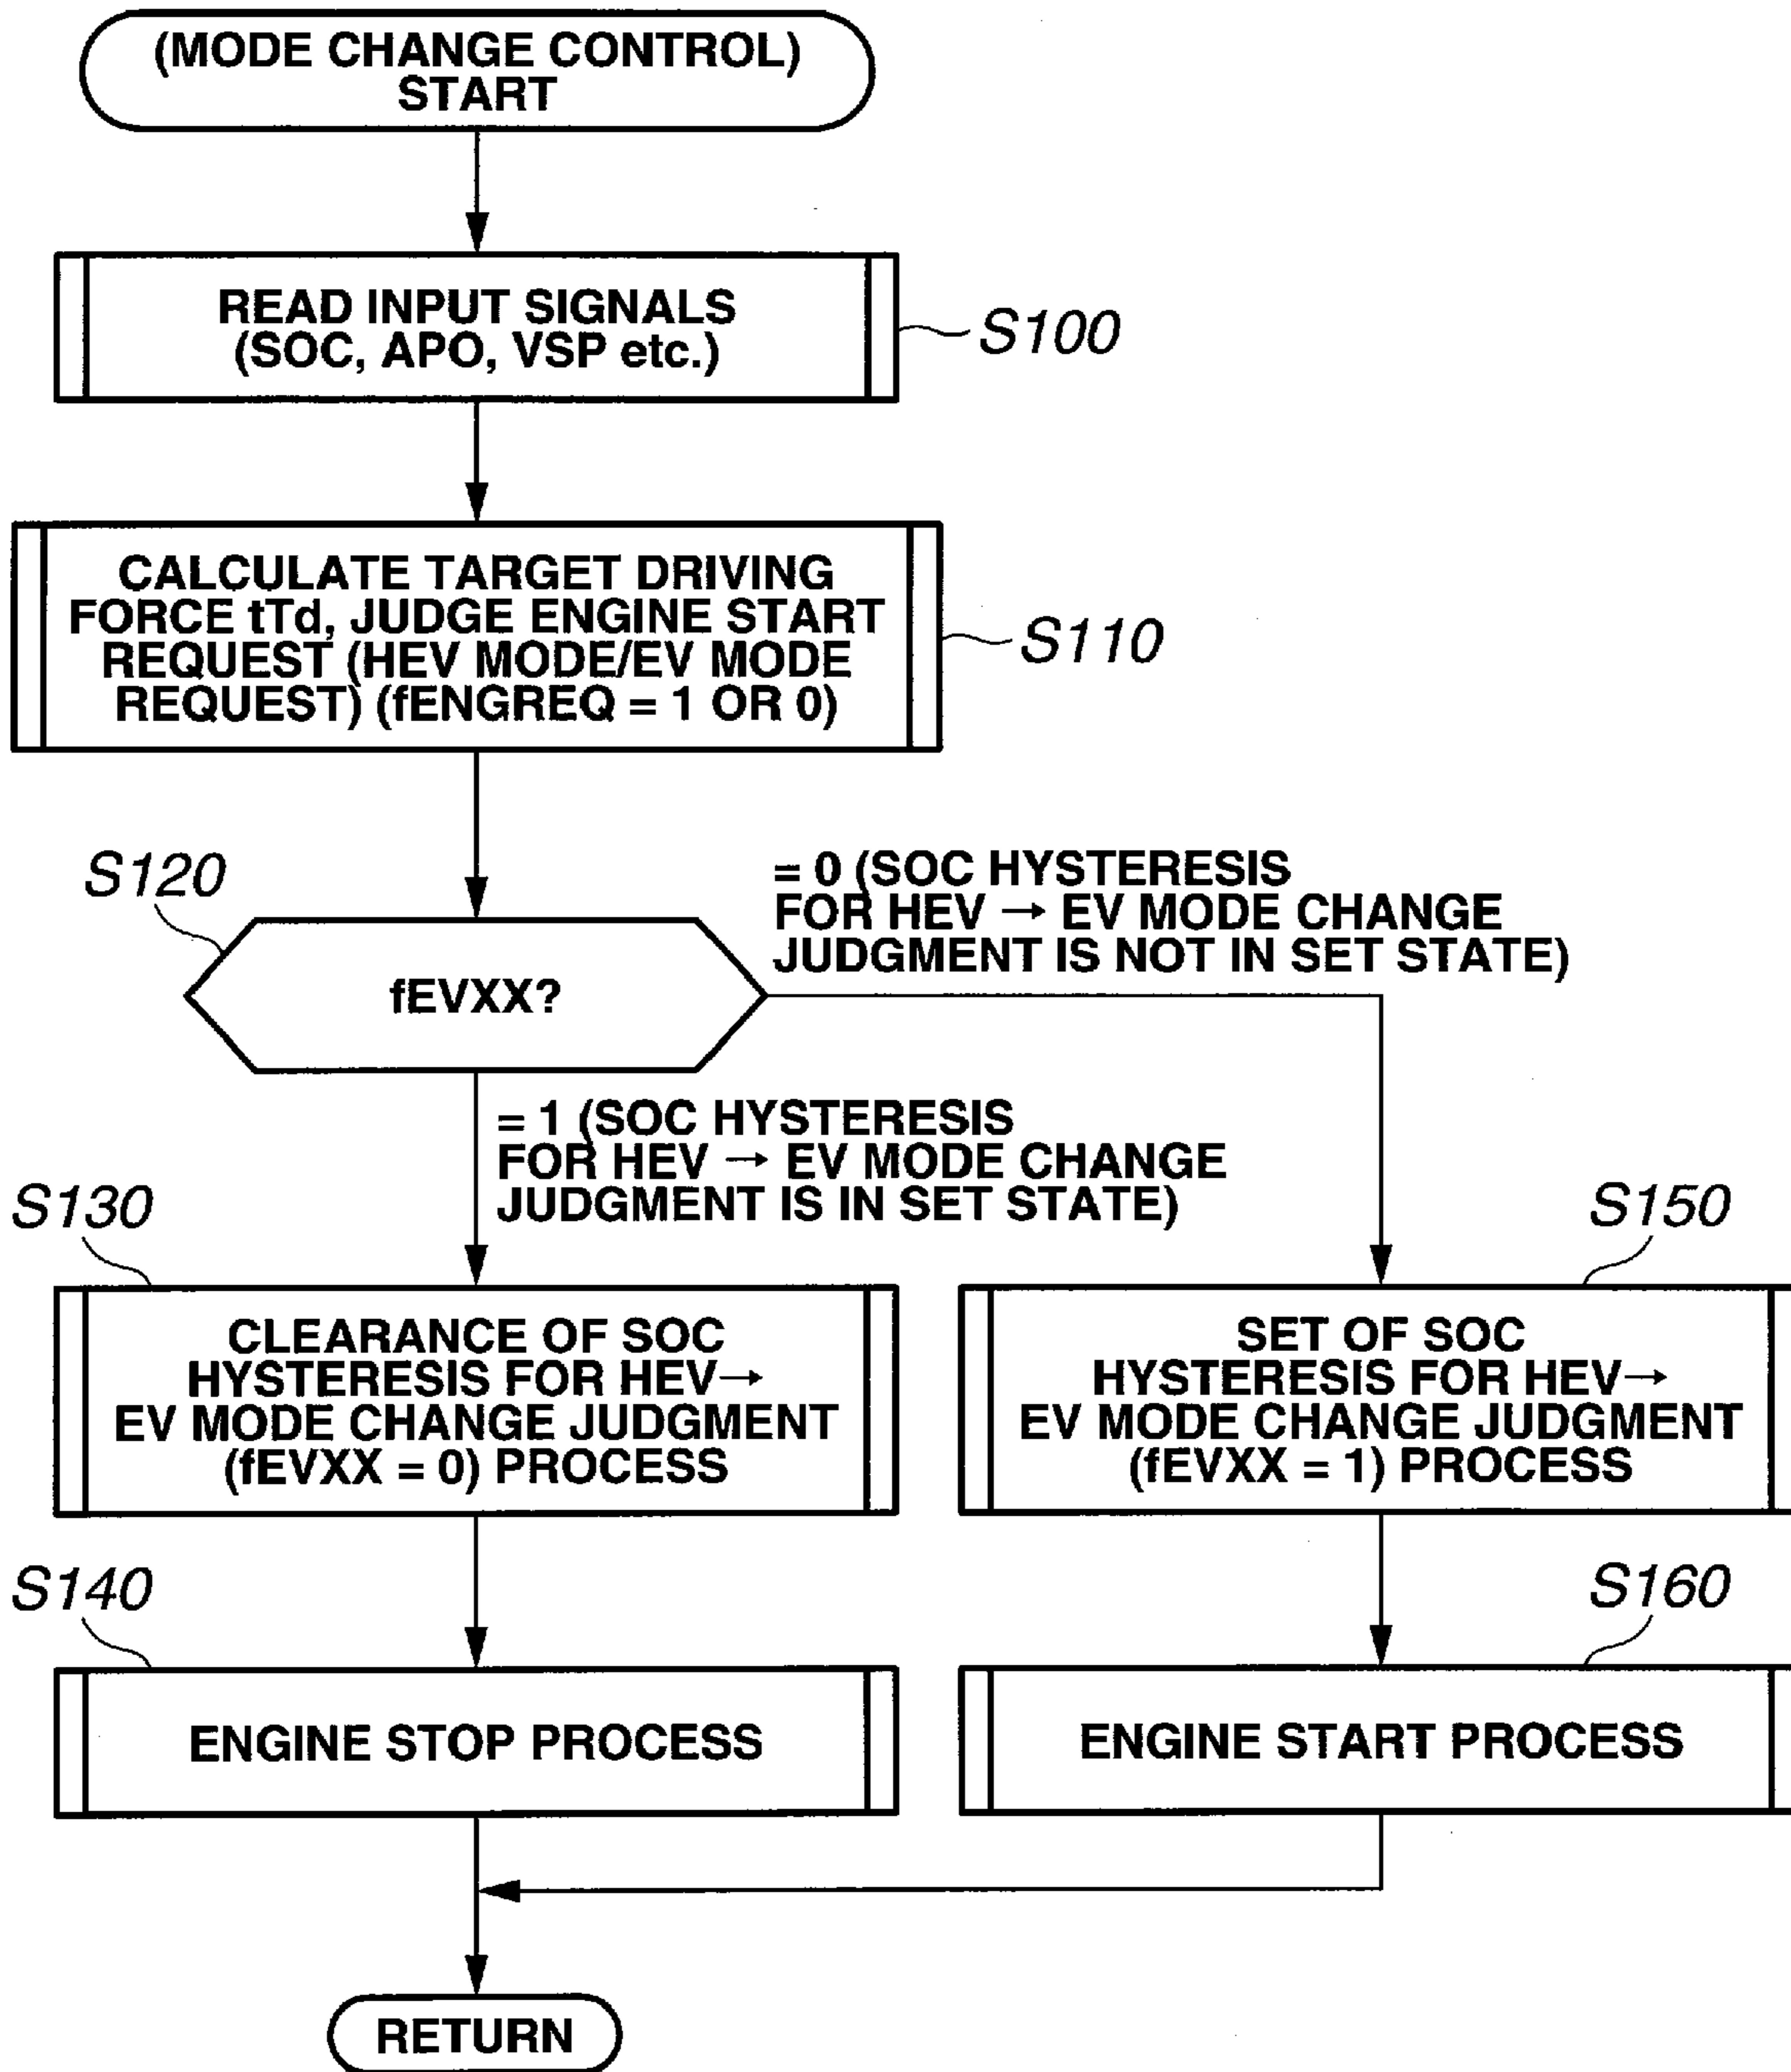 (MODE CHANGE CONTROL)
START
READ INPUT SIGNALS
(SOC, APO, VSP etc.)
S100
CALCULATE TARGET DRIVING
FORCE tTd, JUDGE ENGINE START
REQUEST (HEV MODE/EV MODE
REQUEST) (fENGREQ = 1 OR 0)
S110
S120
fEVXX?
= 0 (SOC HYSTERESIS
FOR HEV → EV MODE CHANGE
JUDGMENT IS NOT IN SET STATE)
= 1 (SOC HYSTERESIS
FOR HEV → EV MODE CHANGE
JUDGMENT IS IN SET STATE)
S130
CLEARANCE OF SOC
HYSTERESIS FOR HEV→
EV MODE CHANGE JUDGMENT
(fEVXX = 0) PROCESS
S150
SET OF SOC
HYSTERESIS FOR HEV→
EV MODE CHANGE JUDGMENT
(fEVXX = 1) PROCESS
S140
ENGINE STOP PROCESS
S160
ENGINE START PROCESS
RETURN